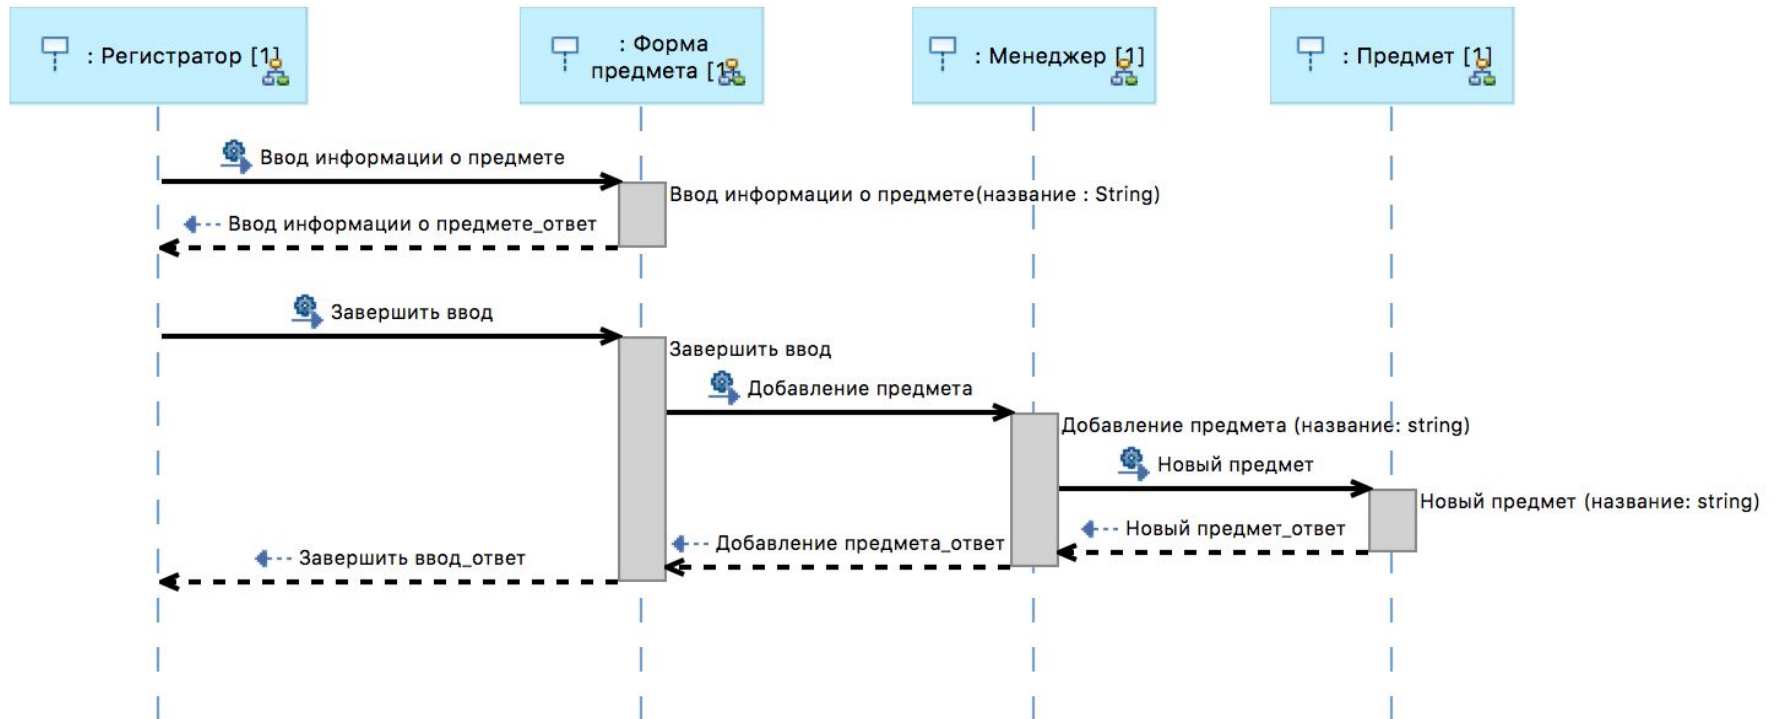 : Регистратор [1]
: Форма
предмета [1]
: Менеджер [1]
: Предмет [1]
Ввод информации о предмете
Ввод информации о предмете(название : String)
Ввод информации о предмете_ответ
Завершить ввод
Завершить ввод
Добавление предмета
Добавление предмета (название: string)
Новый предмет
Новый предмет (название: string)
Новый предмет_ответ
Добавление предмета_ответ
Завершить ввод_ответ